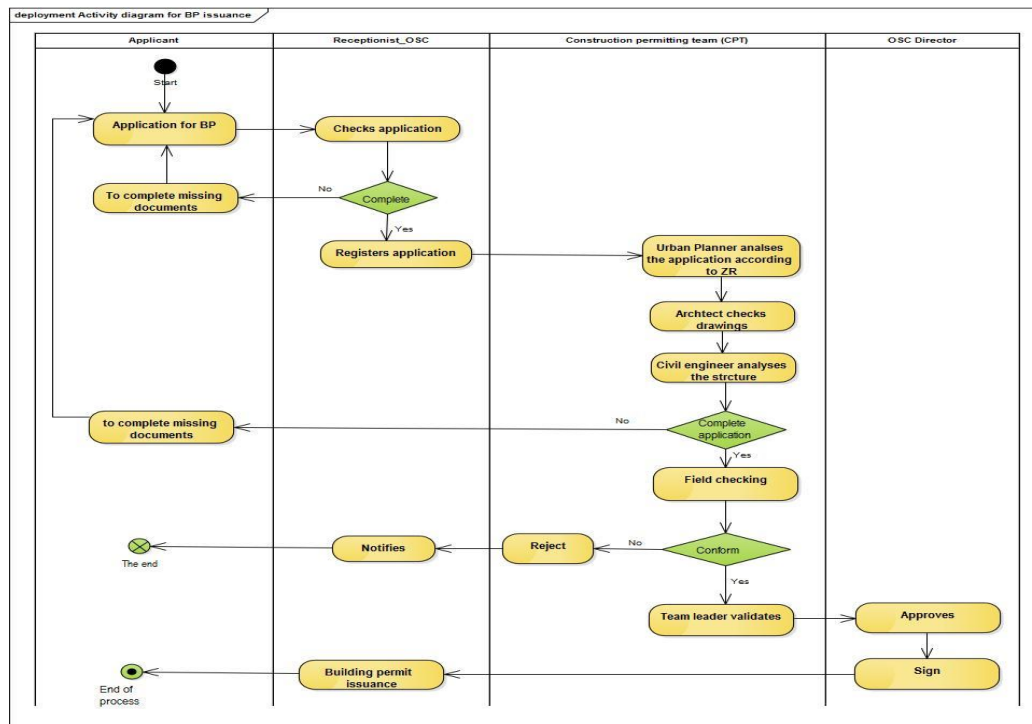 deployment Activity diagram for BP issuance
Applicant
Receptionist_OSC
Construction permitting team (CPT)
OSC Director
Start
Application for BP
Checks application
To complete missing
documents
No
Complete
Yes
Registers application
Urban Planner analses
the application according
to ZR
Archtect checks
drawings
Civil engineer analyses
the strcture
to complete missing
documents
No
Complete
application
Yes
Field checking
The end
Notifies
Reject
No
Conform
Yes
Team leader validates
Approves
End of
process
Building permit
issuance
Sign